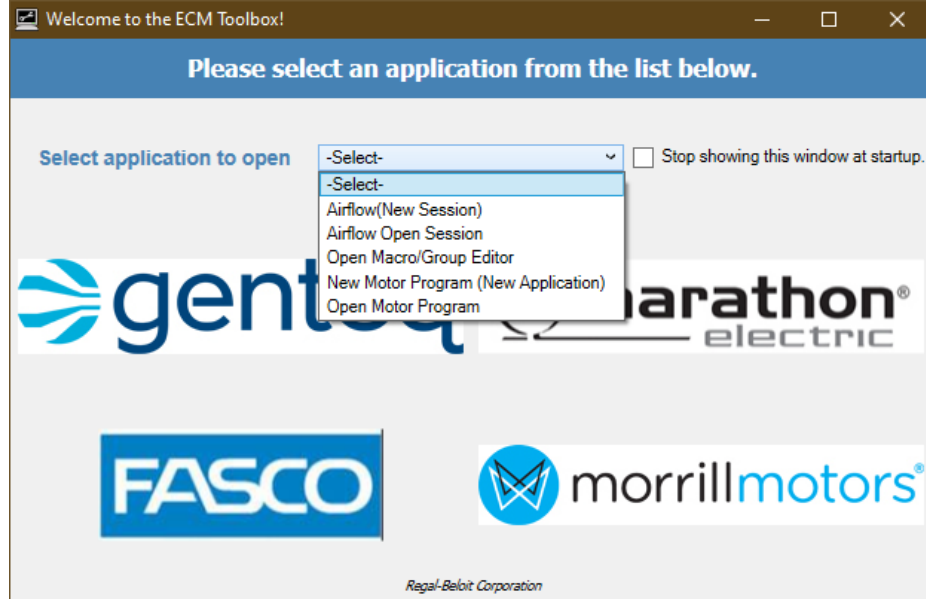 Welcome to the ECM Toolbox!
Please select an application from the list below.
Select application to open
-Select-
Stop showing this window at startup.
-Select-
Airflow(New Session)
Airflow Open Session
Open Macro/Group Editor
New Motor Program (New Application)
Open Motor Program
gent
arathon®
electric
FASCO
morrillmotors®
Regal-Beloit Corporation